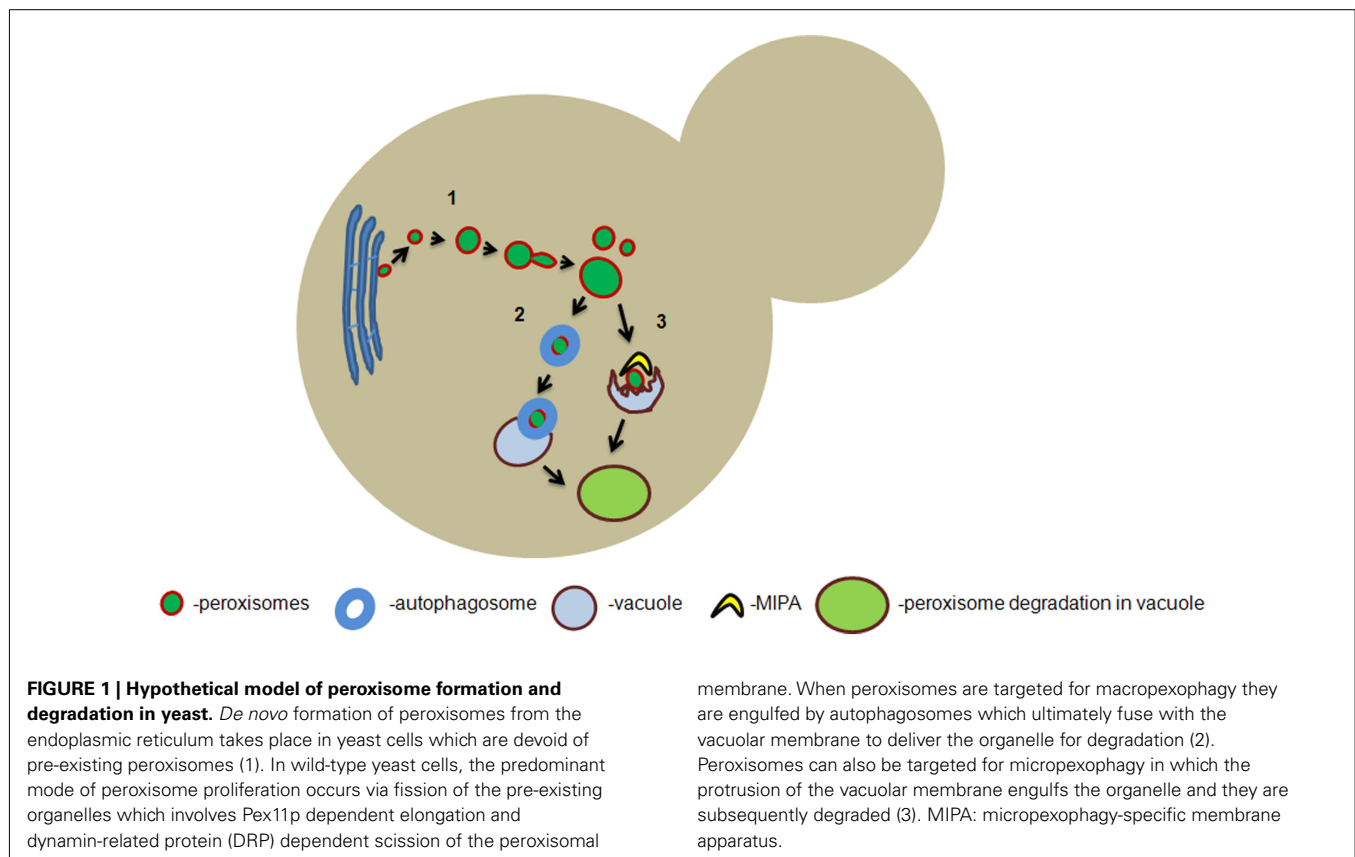 1
2
3
-peroxisomes
-autophagosome
-vacuole
-MIPA
-peroxisome degradation in vacuole
FIGURE 1 | Hypothetical model of peroxisome formation and
degradation in yeast. De novo formation of peroxisomes from the
endoplasmic reticulum takes place in yeast cells which are devoid of
pre-existing peroxisomes (1). In wild-type yeast cells, the predominant
mode of peroxisome proliferation occurs via fission of the pre-existing
organelles which involves Pex11p dependent elongation and
dynamin-related protein (DRP) dependent scission of the peroxisomal
membrane. When peroxisomes are targeted for macropexophagy they
are engulfed by autophagosomes which ultimately fuse with the
vacuolar membrane to deliver the organelle for degradation (2).
Peroxisomes can also be targeted for micropexophagy in which the
protrusion of the vacuolar membrane engulfs the organelle and they are
subsequently degraded (3). MIPA: micropexophagy-specific membrane
apparatus.